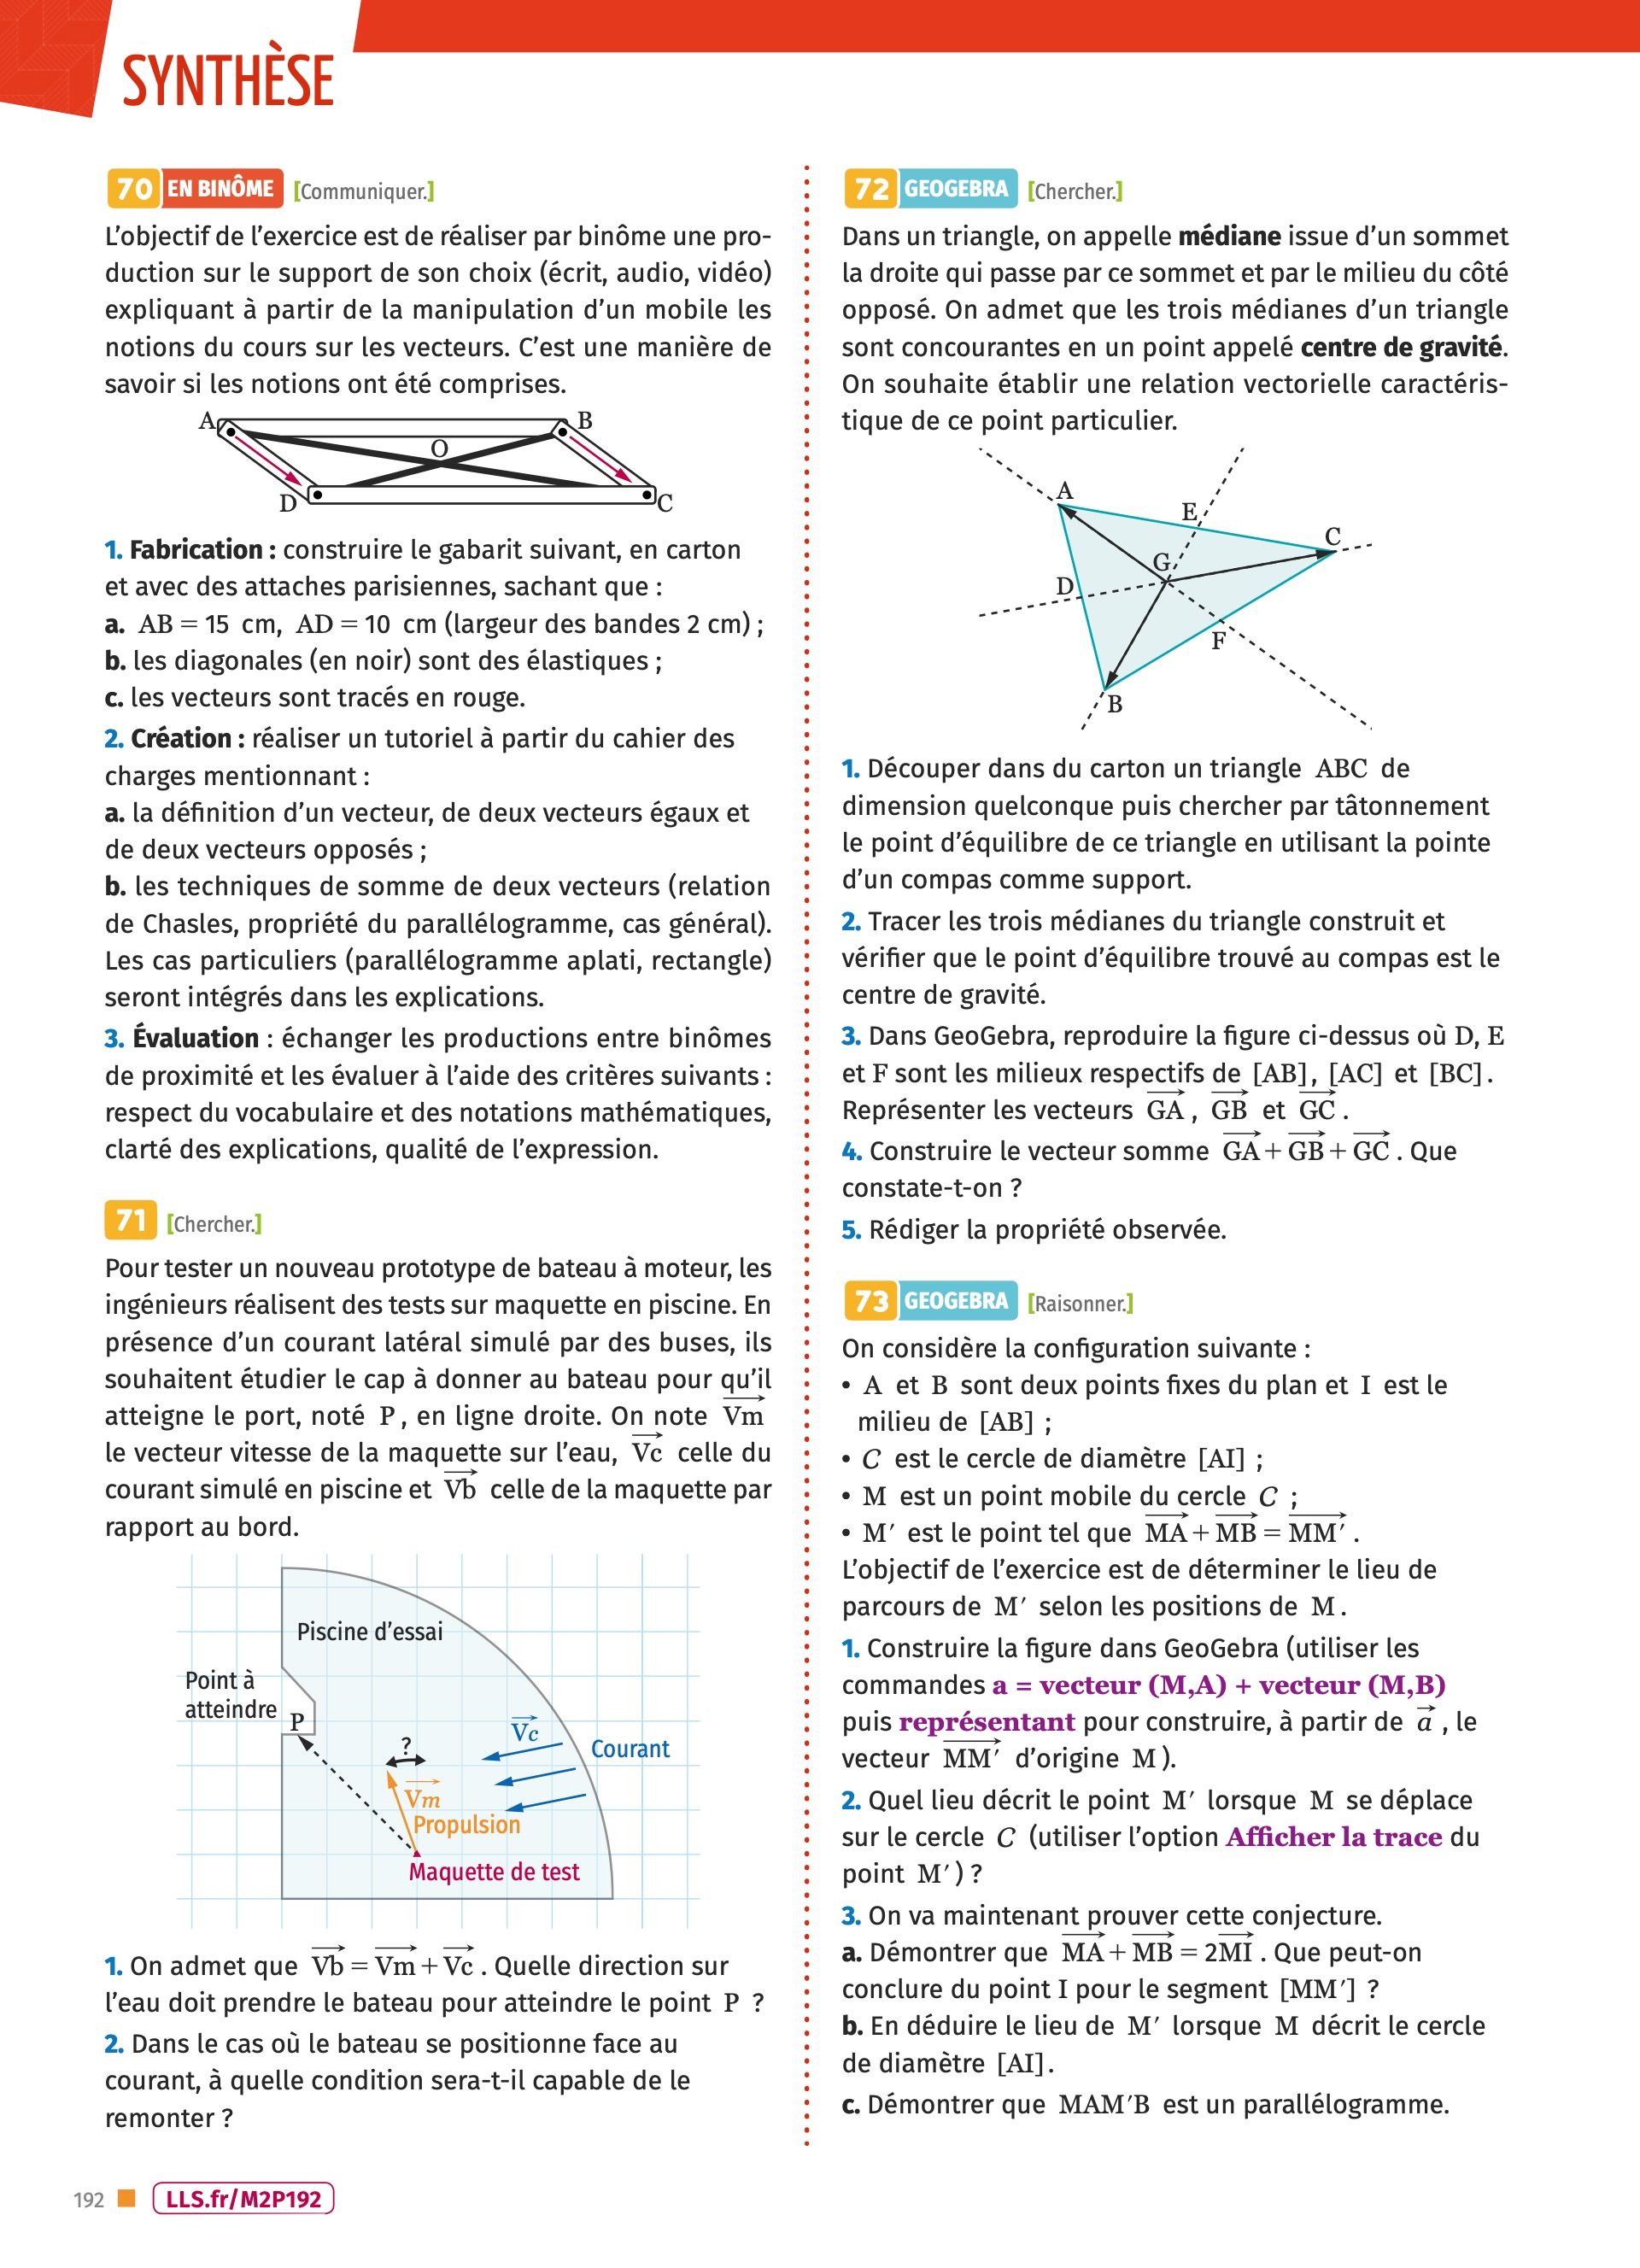 SYNTHÈSE
70 EN BINÔME [Communiquer.]
L’objectif de l’exercice est de réaliser par binôme une pro-
duction sur le support de son choix (écrit, audio, vidéo)
expliquant à partir de la manipulation d’un mobile les
notions du cours sur les vecteurs. C’est une manière de
savoir si les notions ont été comprises.
A
B
O
D
C
1. Fabrication : construire le gabarit suivant, en carton
et avec des attaches parisiennes, sachant que :
a. AB = 15 cm, AD = 10 cm (largeur des bandes 2 cm) ;
b. les diagonales (en noir) sont des élastiques ;
c. les vecteurs sont tracés en rouge.
2. Création : réaliser un tutoriel à partir du cahier des
charges mentionnant :
a. la définition d’un vecteur, de deux vecteurs égaux et
de deux vecteurs opposés ;
b. les techniques de somme de deux vecteurs (relation
de Chasles, propriété du parallélogramme, cas général).
Les cas particuliers (parallélogramme aplati, rectangle)
seront intégrés dans les explications.
3. Évaluation : échanger les productions entre binômes
de proximité et les évaluer à l’aide des critères suivants :
respect du vocabulaire et des notations mathématiques,
clarté des explications, qualité de l’expression.
71 [Chercher.]
Pour tester un nouveau prototype de bateau à moteur, les
ingénieurs réalisent des tests sur maquette en piscine. En
présence d’un courant latéral simulé par des buses, ils
souhaitent étudier le cap à donner au bateau pour qu’il
atteigne le port, noté P, en ligne droite. On note Vm
le vecteur vitesse de la maquette sur l’eau, Vc celle du
courant simulé en piscine et Vb celle de la maquette par
rapport au bord.
Piscine d’essai
Point à
atteindre
P
Vc
?
Courant
Vm
Propulsion
Maquette de test
1. On admet que Vb = Vm + Vc. Quelle direction sur
l’eau doit prendre le bateau pour atteindre le point P ?
2. Dans le cas où le bateau se positionne face au
courant, à quelle condition sera-t-il capable de le
remonter ?
72 GEOGEBRA [Chercher.]
Dans un triangle, on appelle médiane issue d’un sommet
la droite qui passe par ce sommet et par le milieu du côté
opposé. On admet que les trois médianes d’un triangle
sont concourantes en un point appelé centre de gravité.
On souhaite établir une relation vectorielle caractéris-
tique de ce point particulier.
A
E
C
G
D
F
B
1. Découper dans du carton un triangle ABC de
dimension quelconque puis chercher par tâtonnement
le point d’équilibre de ce triangle en utilisant la pointe
d’un compas comme support.
2. Tracer les trois médianes du triangle construit et
vérifier que le point d’équilibre trouvé au compas est le
centre de gravité.
3. Dans GeoGebra, reproduire la figure ci-dessus où D, E
et F sont les milieux respectifs de [AB], [AC] et [BC].
Représenter les vecteurs GA, GB et GC.
4. Construire le vecteur somme GA + GB + GC. Que
constate-t-on ?
5. Rédiger la propriété observée.
73 GEOGEBRA [Raisonner.]
On considère la configuration suivante :
• A et B sont deux points fixes du plan et I est le
milieu de [AB] ;
• C est le cercle de diamètre [AI] ;
• M est un point mobile du cercle C ;
• M′ est le point tel que MA + MB = MM′.
L’objectif de l’exercice est de déterminer le lieu de
parcours de M′ selon les positions de M.
1. Construire la figure dans GeoGebra (utiliser les
commandes a = vecteur (M,A) + vecteur (M,B)
puis représentant pour construire, à partir de a, le
vecteur MM′ d’origine M).
2. Quel lieu décrit le point M′ lorsque M se déplace
sur le cercle C (utiliser l’option Afficher la trace du
point M′) ?
3. On va maintenant prouver cette conjecture.
a. Démontrer que MA + MB = 2MI. Que peut-on
conclure du point I pour le segment [MM′] ?
b. En déduire le lieu de M′ lorsque M décrit le cercle
de diamètre [AI].
c. Démontrer que MAM′B est un parallélogramme.
192
LLS.fr/M2P192